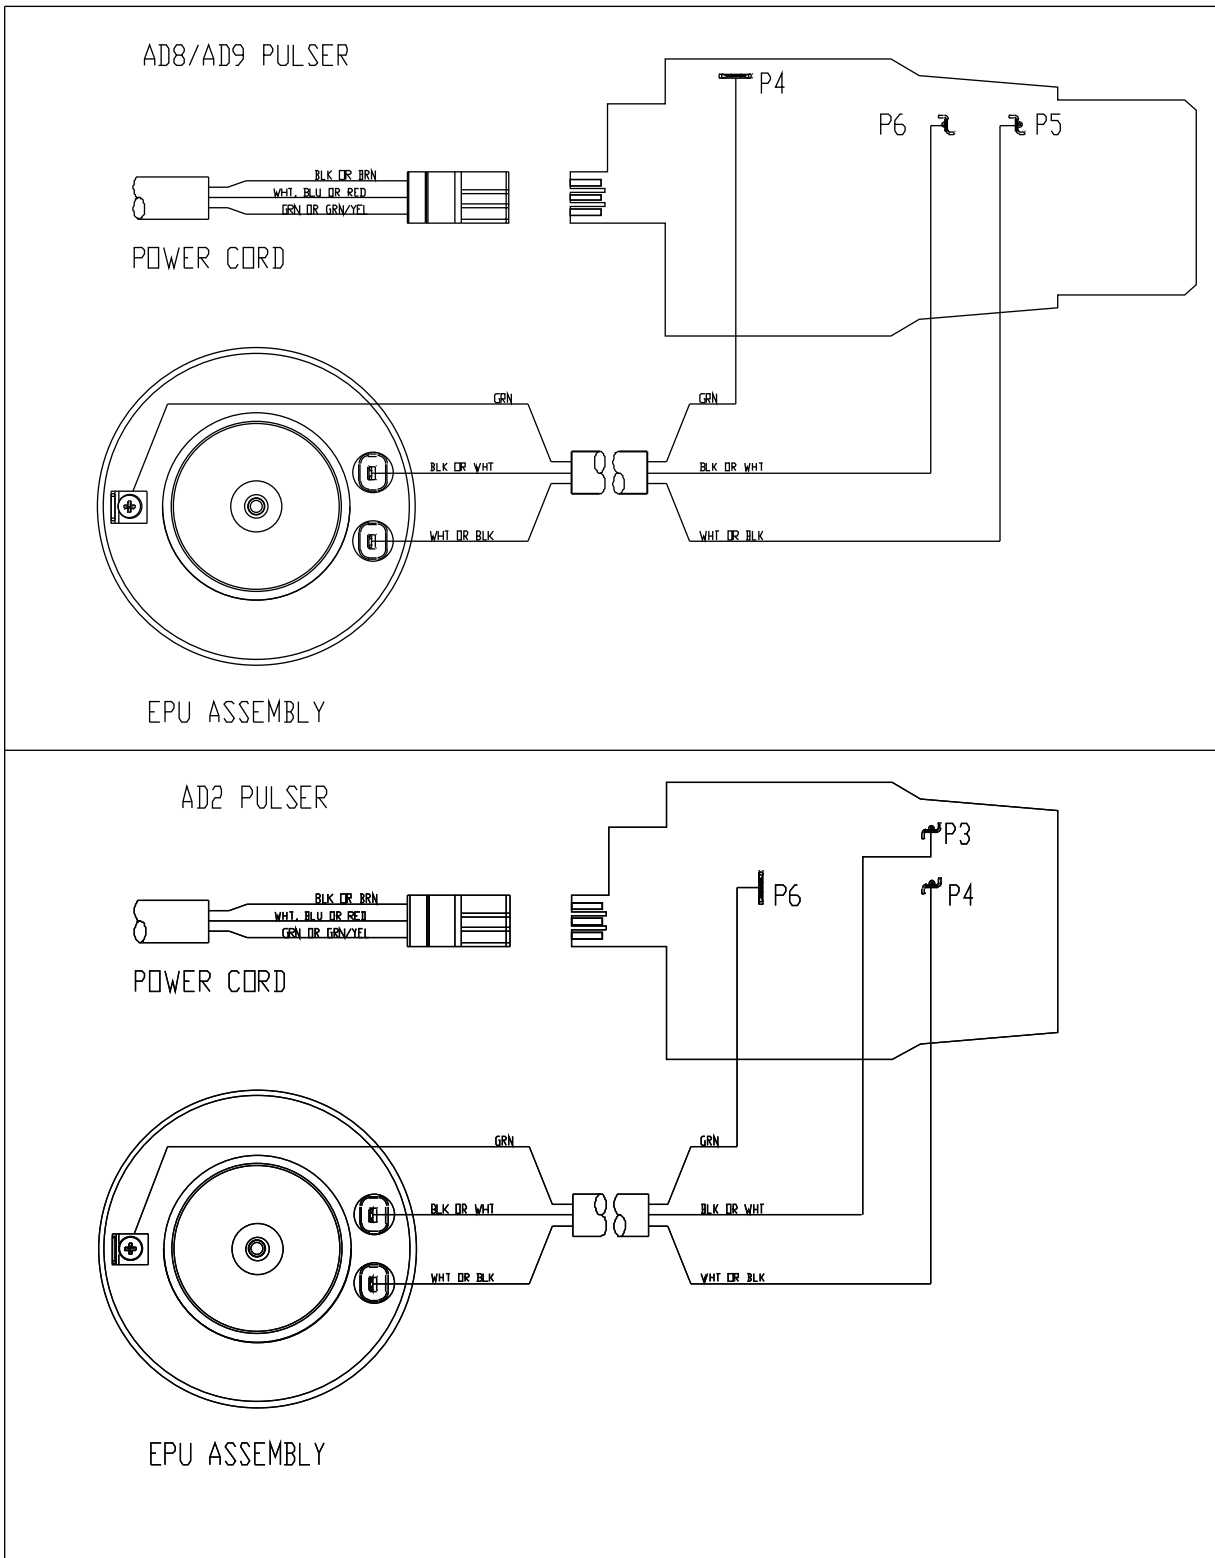 AD8/AD9 PULSER
P4
P6
P5
BLK OR BRN
WHT, BLU OR RED
GRN OR GRN/YEL
POWER CORD
GRN
GRN
BLK OR WHT
BLK OR WHT
WHT OR BLK
WHT OR BLK
EPU ASSEMBLY
AD2 PULSER
P3
P6
P4
BLK OR BRN
WHT, BLU OR RED
GRN OR GRN/YEL
POWER CORD
GRN
GRN
BLK OR WHT
BLK OR WHT
WHT OR BLK
WHT OR BLK
EPU ASSEMBLY